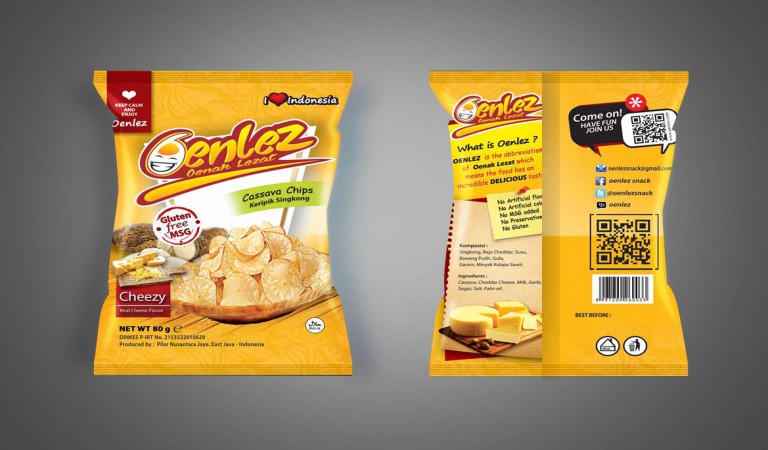 KEEP CALM
AND
ENJOY
Oenlez
I ❤ Indonesia
Oenlez
Oenak Lezat
Cassava Chips
Keripik Singkong
Gluten
free
MSG
Cheezy
Real Cheese Flavor
NET WT 80 g ℮
DINKES P-IRT No. 2153522010629
Produced by : Pilar Nusantara Jaya. East Java - Indonesia
HALAL
Oenlez
Oenak Lezat
What is Oenlez ?
OENLEZ is the abbreviation
of Oenak Lezat which
means the food has an
incredible DELICIOUS tast
No Artificial flav
No Artificial colo
No MSG added
No Preservative
No Gluten
Komposisi :
Singkong, Keju Cheddar, Susu,
Bawang Putih, Gula,
Garam, Minyak Kelapa Sawit.
Ingredients :
Cassava, Cheddar Cheese, Milk, Garlic,
Sugar, Salt, Palm oil.
Come on!
HAVE FUN
JOIN US
oenlezsnack@gmail.com
oenlez snack
@oenlezsnack
oenlez
BEST BEFORE :